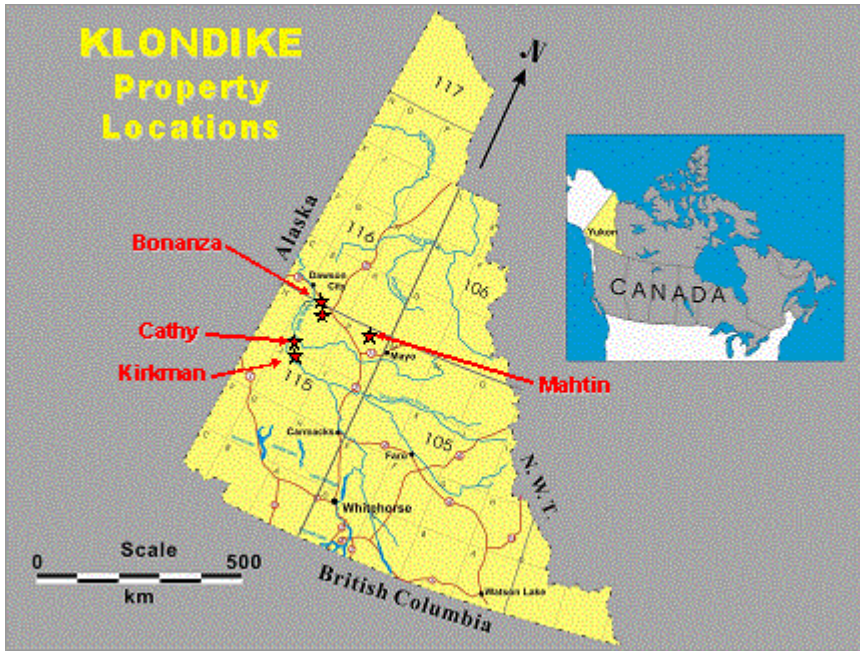 KLONDIKE
Property
Locations
N
117
Alaska
116
106
Bonanza
Dawson
City
Cathy
Kirkman
Mahtin
Mayo
115
105
Carmacks
Faro
N.W.T.
Whitehorse
Watson Lake
British Columbia
Scale
0
500
km
Yukon
CANADA